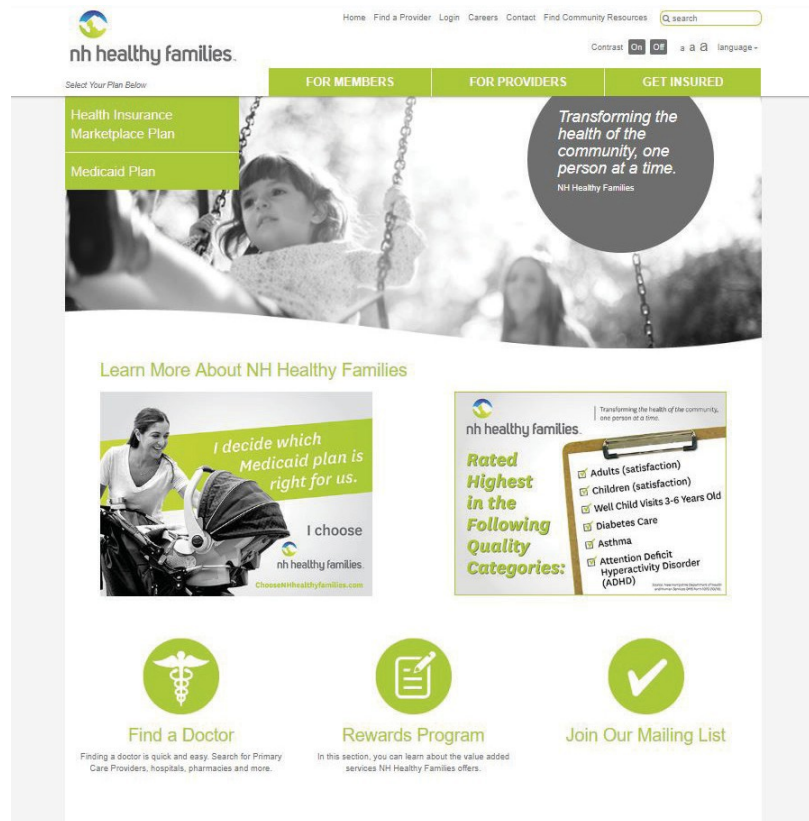 Home Find a Provider Login Careers Contact Find Community Resources search
nh healthy families.
Contrast On Off a a a language
Select Your Plan Below
FOR MEMBERS FOR PROVIDERS GET INSURED
Health Insurance
Marketplace Plan
Medicaid Plan
Transforming the
health of the
community, one
person at a time.
NH Healthy Families
Learn More About NH Healthy Families
I decide which
Medicaid plan is
right for us.
I choose
nh healthy families.
ChooseNHhealthyfamilies.com
nh healthy families.
Transforming the health of the community,
one person at a time.
Rated
Highest
in the
Following
Quality
Categories:
Adults (satisfaction)
Children (satisfaction)
Well Child Visits 3-6 Years Old
Diabetes Care
Asthma
Attention Deficit
Hyperactivity Disorder
(ADHD)
Find a Doctor
Finding a doctor is quick and easy. Search for Primary
Care Providers, hospitals, pharmacies and more.
Rewards Program
In this section, you can learn about the value added
services NH Healthy Families offers.
Join Our Mailing List